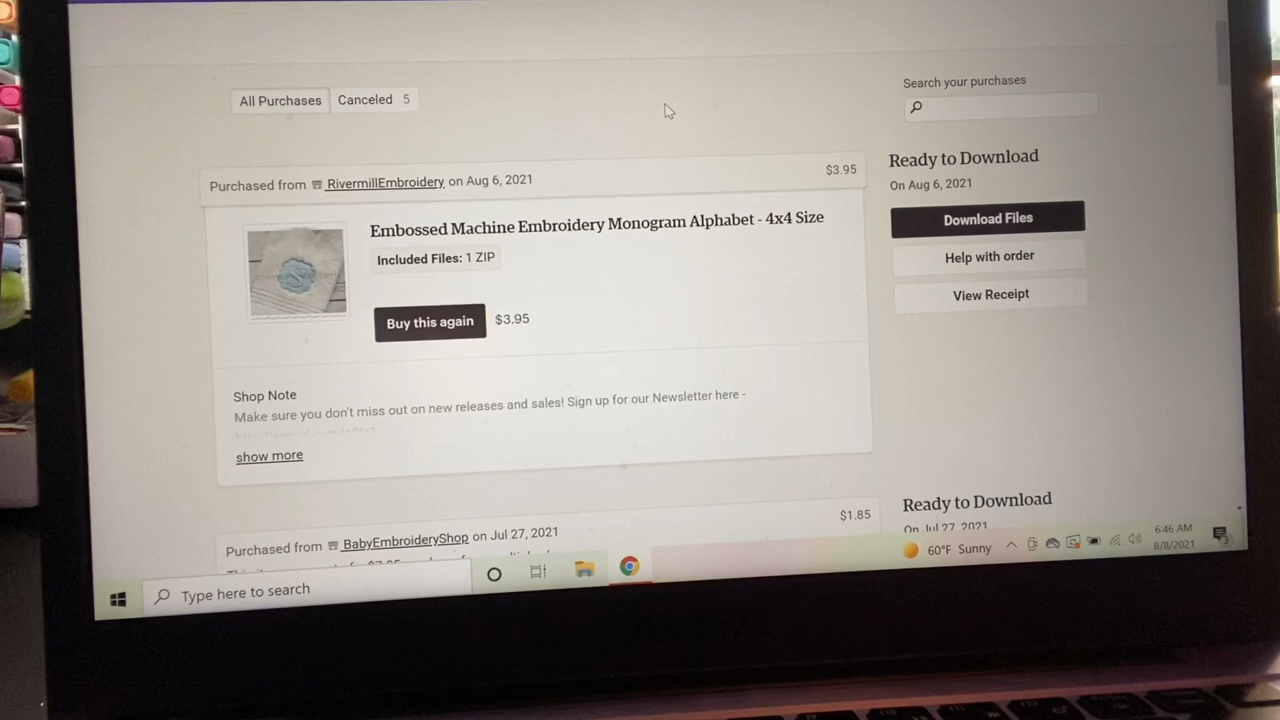 All Purchases
Canceled 5
Search your purchases
Purchased from RivermillEmbroidery on Aug 6, 2021
$3.95
Embossed Machine Embroidery Monogram Alphabet - 4x4 Size
Included Files: 1 ZIP
Buy this again
$3.95
Shop Note
Make sure you don't miss out on new releases and sales! Sign up for our Newsletter here -
show more
Ready to Download
On Aug 6, 2021
Download Files
Help with order
View Receipt
Purchased from BabyEmbroideryShop on Jul 27, 2021
$1.85
Ready to Download
On Jul 27, 2021
Type here to search
60°F Sunny
6:46 AM
8/8/2021
3
S